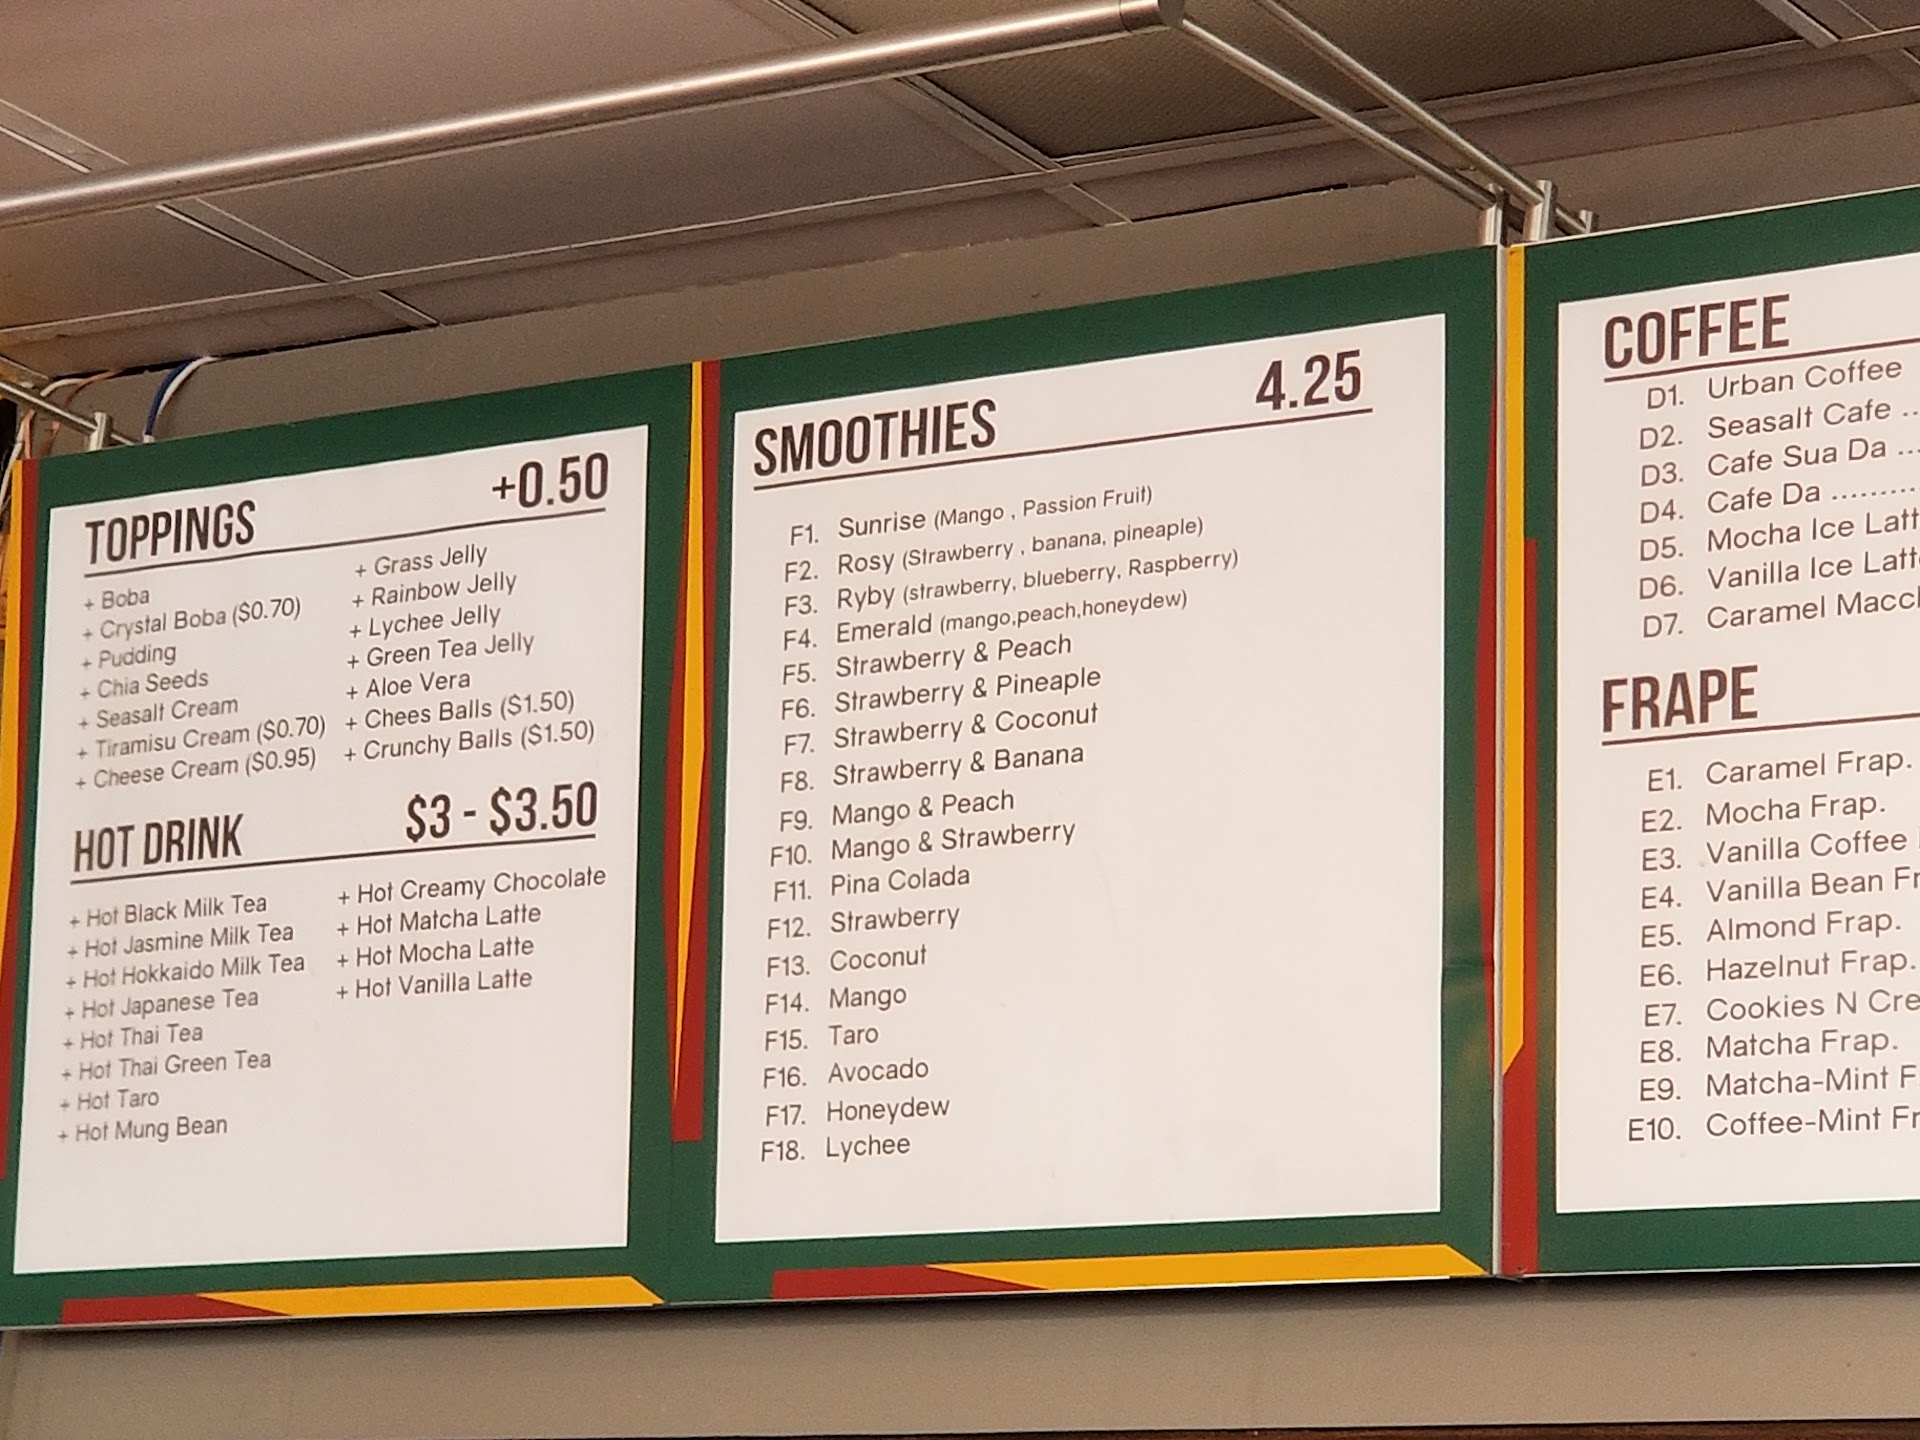 TOPPINGS +0.50
+ Boba
+ Crystal Boba ($0.70)
+ Pudding
+ Chia Seeds
+ Seasalt Cream
+ Tiramisu Cream ($0.70)
+ Cheese Cream ($0.95)
+ Grass Jelly
+ Rainbow Jelly
+ Lychee Jelly
+ Green Tea Jelly
+ Aloe Vera
+ Chees Balls ($1.50)
+ Crunchy Balls ($1.50)
HOT DRINK $3 - $3.50
+ Hot Black Milk Tea
+ Hot Jasmine Milk Tea
+ Hot Hokkaido Milk Tea
+ Hot Japanese Tea
+ Hot Thai Tea
+ Hot Thai Green Tea
+ Hot Taro
+ Hot Mung Bean
+ Hot Creamy Chocolate
+ Hot Matcha Latte
+ Hot Mocha Latte
+ Hot Vanilla Latte
SMOOTHIES 4.25
F1. Sunrise (Mango , Passion Fruit)
F2. Rosy (Strawberry , banana, pineaple)
F3. Ryby (strawberry, blueberry, Raspberry)
F4. Emerald (mango,peach,honeydew)
F5. Strawberry & Peach
F6. Strawberry & Pineaple
F7. Strawberry & Coconut
F8. Strawberry & Banana
F9. Mango & Peach
F10. Mango & Strawberry
F11. Pina Colada
F12. Strawberry
F13. Coconut
F14. Mango
F15. Taro
F16. Avocado
F17. Honeydew
F18. Lychee
COFFEE
D1. Urban Coffee
D2. Seasalt Cafe ..
D3. Cafe Sua Da ...
D4. Cafe Da ..........
D5. Mocha Ice Latt
D6. Vanilla Ice Latt
D7. Caramel Macc
FRAPE
E1. Caramel Frap.
E2. Mocha Frap.
E3. Vanilla Coffee
E4. Vanilla Bean Fr
E5. Almond Frap.
E6. Hazelnut Frap.
E7. Cookies N Cre
E8. Matcha Frap.
E9. Matcha-Mint F
E10. Coffee-Mint Fr